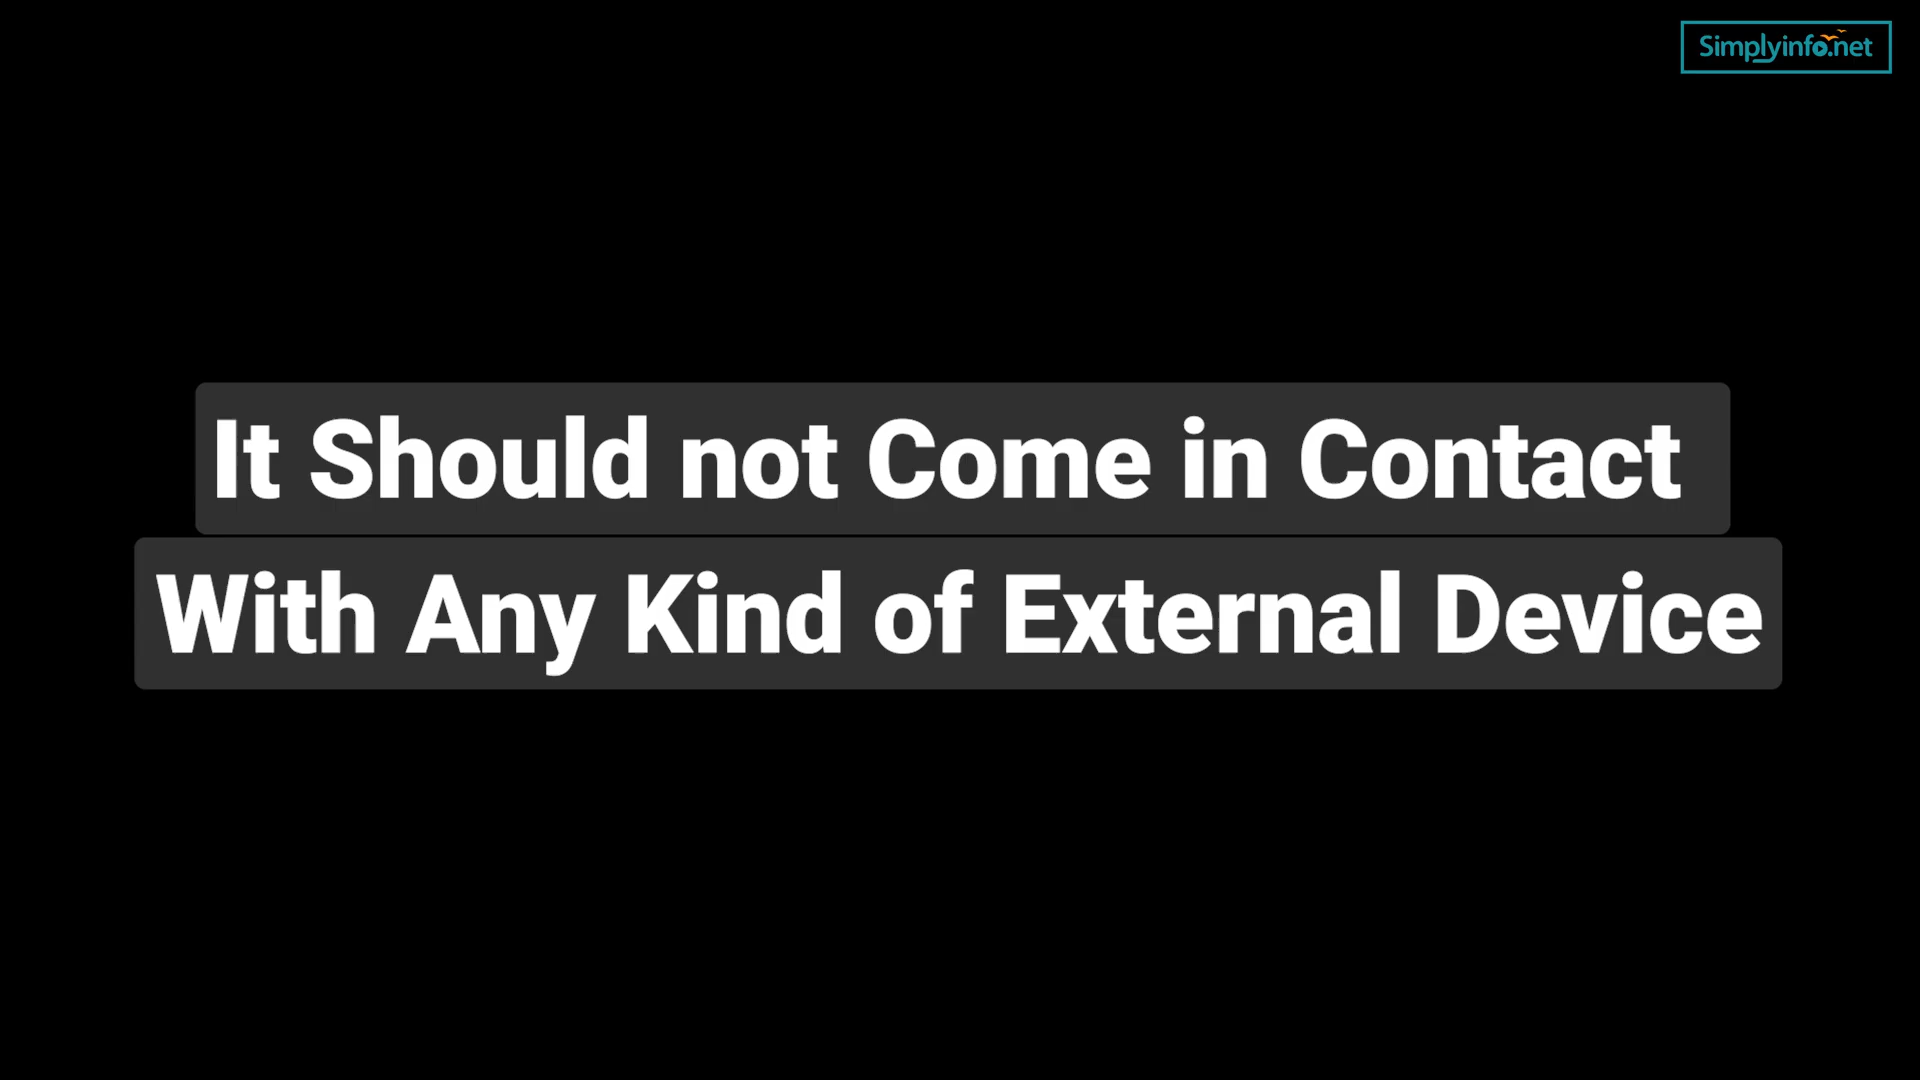 Simplyinfo.net
It Should not Come in Contact
With Any Kind of External Device